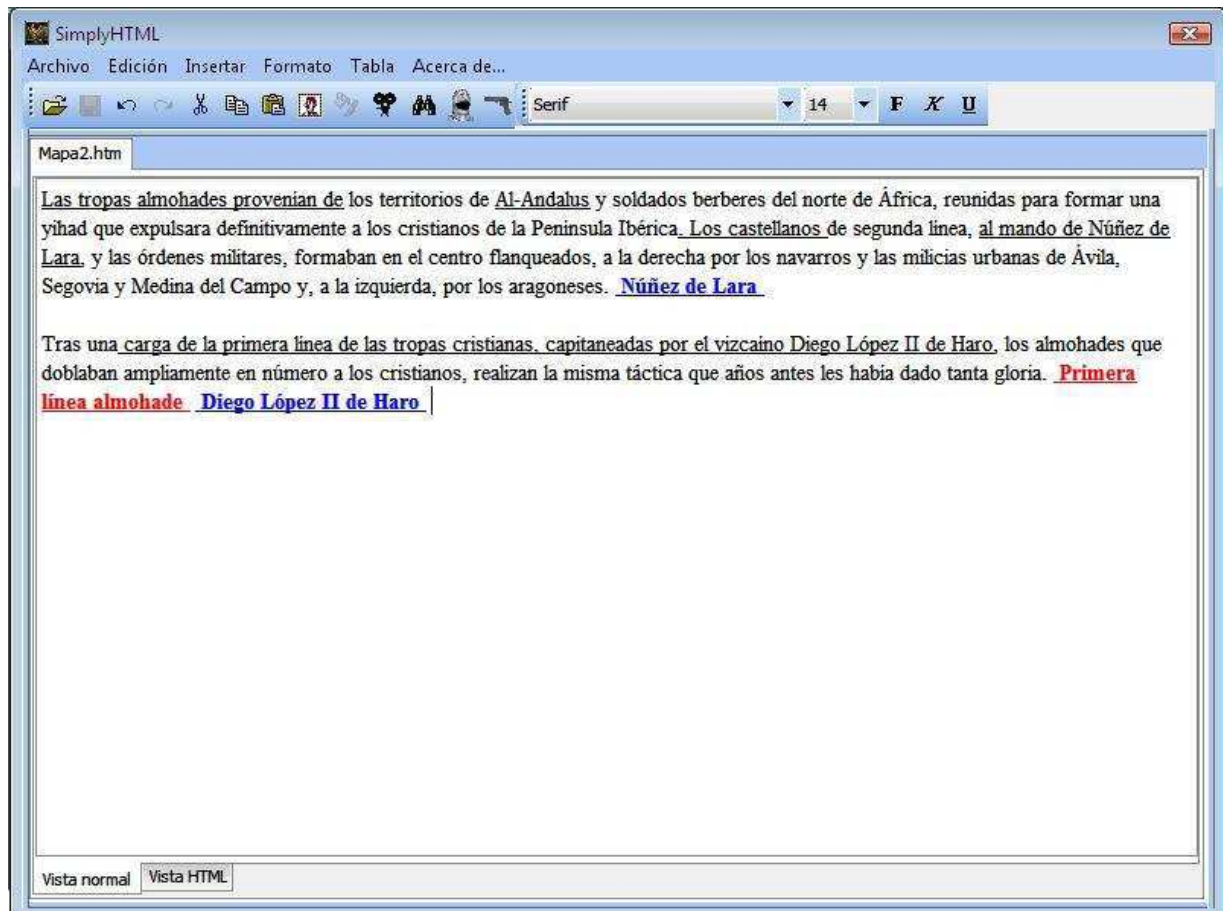 SimplyHTML
Archivo Edición Insertar Formato Tabla Acerca de...
Serif 14 F K U
Mapa2.htm
Las tropas almohades provenían de los territorios de Al-Andalus y soldados berberes del norte de África, reunidas para formar una
yihad que expulsara definitivamente a los cristianos de la Península Ibérica. Los castellanos de segunda línea, al mando de Núñez de
Lara, y las órdenes militares, formaban en el centro flanqueados, a la derecha por los navarros y las milicias urbanas de Ávila,
Segovia y Medina del Campo y, a la izquierda, por los aragoneses. Núñez de Lara
Tras una carga de la primera línea de las tropas cristianas, capitaneadas por el vizcaíno Diego López II de Haro, los almohades que
doblaban ampliamente en número a los cristianos, realizan la misma táctica que años antes les había dado tanta gloria. Primera
línea almohade Diego López II de Haro
Vista normal Vista HTML